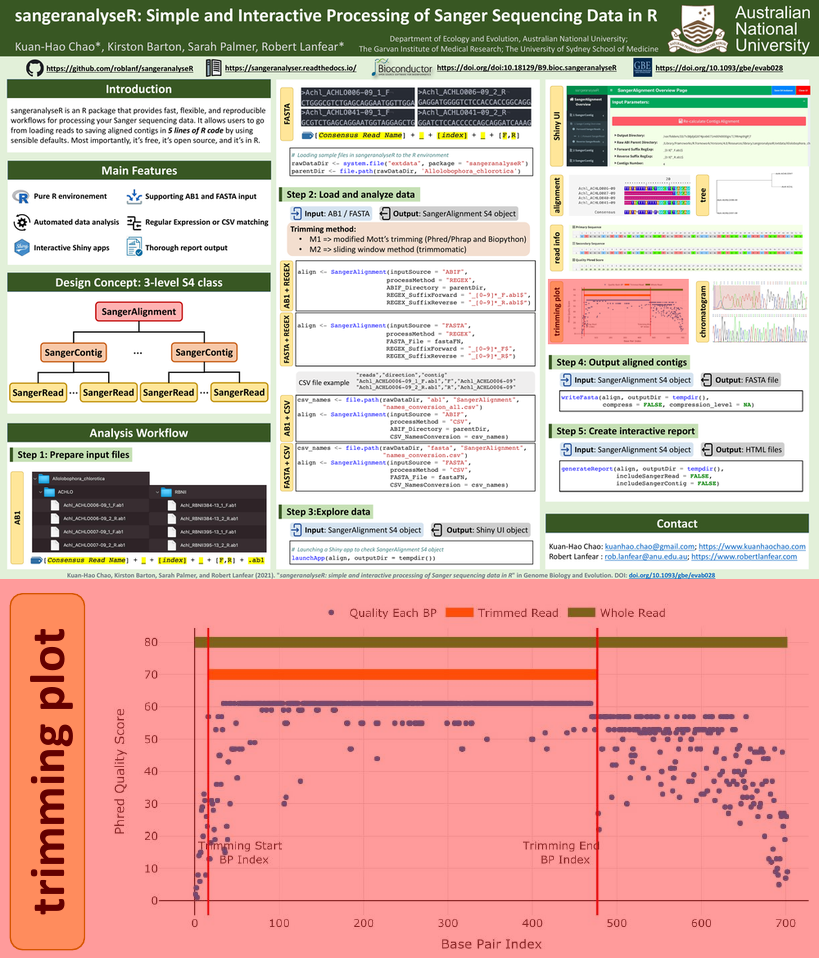 sangeranalyseR: Simple and Interactive Processing of Sanger Sequencing Data in R
Kuan-Hao Chao*, Kirston Barton, Sarah Palmer, Robert Lanfear*
Department of Ecology and Evolution, Australian National University;
The Garvan Institute of Medical Research; The University of Sydney School of Medicine
Australian
National
University
https://github.com/roblanf/sangeranalyseR
https://sangeranalyser.readthedocs.io/
Bioconductor
https://doi.org/doi:10.18129/B9.bioc.sangeranalyseR
GBE
https://doi.org/10.1093/gbe/evab028
Introduction
sangeranalyseR is an R package that provides fast, flexible, and reproducible
workflows for processing your Sanger sequencing data. It allows users to go
from loading reads to saving aligned contigs in 5 lines of R code by using
sensible defaults. Most importantly, it's free, it's open source, and it's in R.
Main Features
Pure R environement
Supporting AB1 and FASTA input
Automated data analysis
Regular Expression or CSV matching
Interactive Shiny apps
Thorough report output
Design Concept: 3-level S4 class
SangerAlignment
SangerContig
...
SangerContig
SangerRead ... SangerRead SangerRead ... SangerRead
Analysis Workflow
Step 1: Prepare input files
AB1
Allolobophora_chlorotica
ACHLO
RBNII
Achl_ACHLO006-09_1_F.ab1
Achl_ACHLO006-09_2_R.ab1
Achl_ACHLO007-09_1_F.ab1
Achl_ACHLO007-09_2_R.ab1
Achl_RBNII384-13_1_F.ab1
Achl_RBNII384-13_2_R.ab1
Achl_RBNII395-13_1_F.ab1
Achl_RBNII395-13_2_R.ab1
[Consensus Read Name] + _ + [index] + _ + [F,R] + .ab1
FASTA
>Achl_ACHLO006-09_1_F
CTGGGCGTCTGAGCAGGAATGGTTGGA
>Achl_ACHLO006-09_2_R
GAGGATGGGGTCTCCACCACCGGCAGG
>Achl_ACHLO041-09_1_F
GCGTCTGAGCAGGAATGGTAGGAGCTG
>Achl_ACHLO041-09_2_R
GGATCTCCACCCCCAGCAGGATCAAAG
[Consensus Read Name] + _ + [index] + _ + [F,R]
# Loading sample files in sangeranalyseR to the R environment
rawDataDir <- system.file("extdata", package = "sangeranalyseR")
parentDir <- file.path(rawDataDir, 'Allolobophora_chlorotica')
Step 2: Load and analyze data
Input: AB1 / FASTA
Output: SangerAlignment S4 object
Trimming method:
• M1 => modified Mott's trimming (Phred/Phrap and Biopython)
• M2 => sliding window method (trimmomatic)
AB1 + REGEX
align <- SangerAlignment(inputSource = "ABIF",
processMethod = "REGEX",
ABIF_Directory = parentDir,
REGEX_SuffixForward = "_[0-9]*_F.ab1$",
REGEX_SuffixReverse = "_[0-9]*_R.ab1$")
FASTA + REGEX
align <- SangerAlignment(inputSource = "FASTA",
processMethod = "REGEX",
FASTA_File = fastaFN,
REGEX_SuffixForward = "_[0-9]*_F$",
REGEX_SuffixReverse = "_[0-9]*_R$")
CSV file example
"reads","direction","contig"
"Achl_ACHLO006-09_1_F.ab1","F","Achl_ACHLO006-09"
"Achl_ACHLO006-09_2_R.ab1","R","Achl_ACHLO006-09"
AB1 + CSV
csv_names <- file.path(rawDataDir, "ab1", "SangerAlignment",
"names_conversion_all.csv")
align <- SangerAlignment(inputSource = "ABIF",
processMethod = "CSV",
ABIF_Directory = parentDir,
CSV_NamesConversion = csv_names)
FASTA + CSV
csv_names <- file.path(rawDataDir, "fasta", "SangerAlignment",
"names_conversion.csv")
align <- SangerAlignment(inputSource = "FASTA",
processMethod = "CSV",
FASTA_File = fastaFN,
CSV_NamesConversion = csv_names)
Step 3:Explore data
Input: SangerAlignment S4 object
Output: Shiny UI object
# Launching a Shiny app to check SangerAlignment S4 object
launchApp(align, outputDir = tempdir())
Shiny UI
SangerAlignment Overview Page
Input Parameters:
alignment
tree
read info
trimming plot
chromatogram
Step 4: Output aligned contigs
Input: SangerAlignment S4 object
Output: FASTA file
writeFasta(align, outputDir = tempdir(),
compress = FALSE, compression_level = NA)
Step 5: Create interactive report
Input: SangerAlignment S4 object
Output: HTML files
generateReport(align, outputDir = tempdir(),
includeSangerRead = FALSE,
includeSangerContig = FALSE)
Contact
Kuan-Hao Chao: kuanhao.chao@gmail.com; https://www.kuanhaochao.com
Robert Lanfear : rob.lanfear@anu.edu.au; https://www.robertlanfear.com
Kuan-Hao Chao, Kirston Barton, Sarah Palmer, and Robert Lanfear (2021). "sangeranalyseR: simple and interactive processing of Sanger sequencing data in R" in Genome Biology and Evolution. DOI: doi.org/10.1093/gbe/evab028
trimming plot
Quality Each BP
Trimmed Read
Whole Read
Phred Quality Score
80
70
60
50
40
30
20
10
0
Trimming Start
BP Index
Trimming End
BP Index
0 100 200 300 400 500 600 700
Base Pair Index